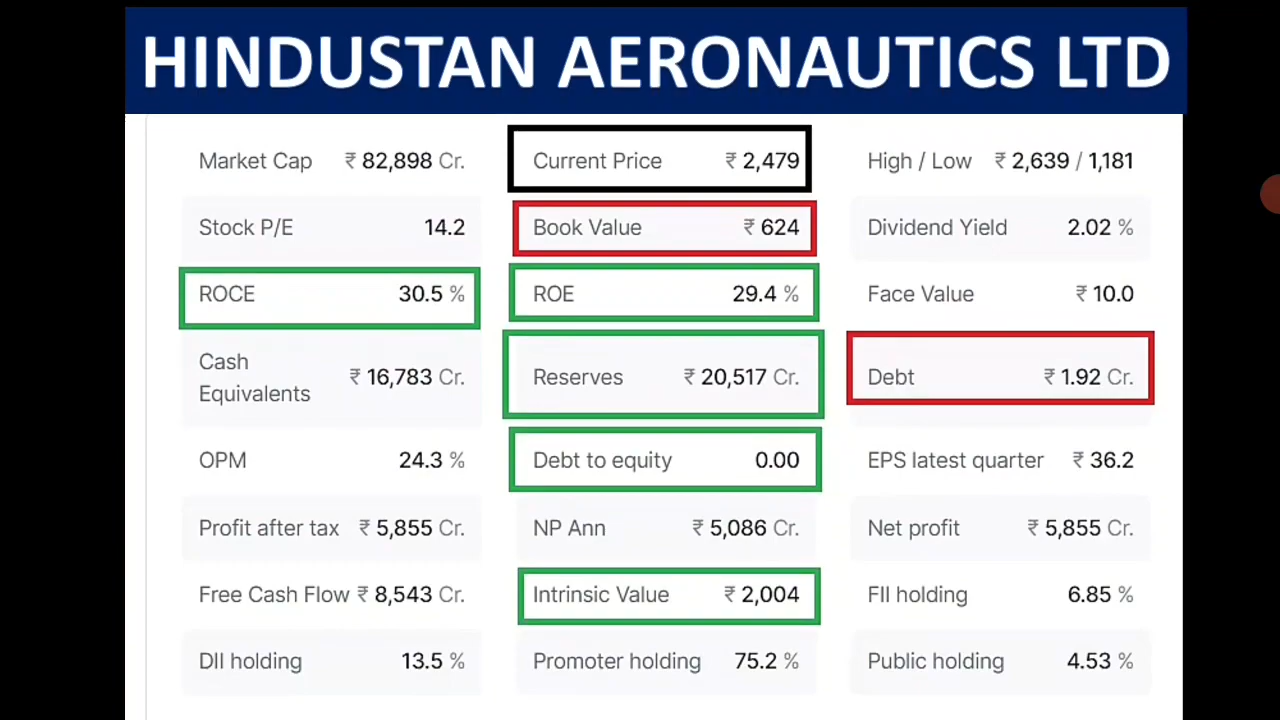 HINDUSTAN AERONAUTICS LTD
Market Cap ₹ 82,898 Cr. Current Price ₹ 2,479 High / Low ₹ 2,639 / 1,181
Stock P/E 14.2 Book Value ₹ 624 Dividend Yield 2.02 %
ROCE 30.5 % ROE 29.4 % Face Value ₹ 10.0
Cash
Equivalents ₹ 16,783 Cr. Reserves ₹ 20,517 Cr. Debt ₹ 1.92 Cr.
OPM 24.3 % Debt to equity 0.00 EPS latest quarter ₹ 36.2
Profit after tax ₹ 5,855 Cr. NP Ann ₹ 5,086 Cr. Net profit ₹ 5,855 Cr.
Free Cash Flow ₹ 8,543 Cr. Intrinsic Value ₹ 2,004 FII holding 6.85 %
DII holding 13.5 % Promoter holding 75.2 % Public holding 4.53 %